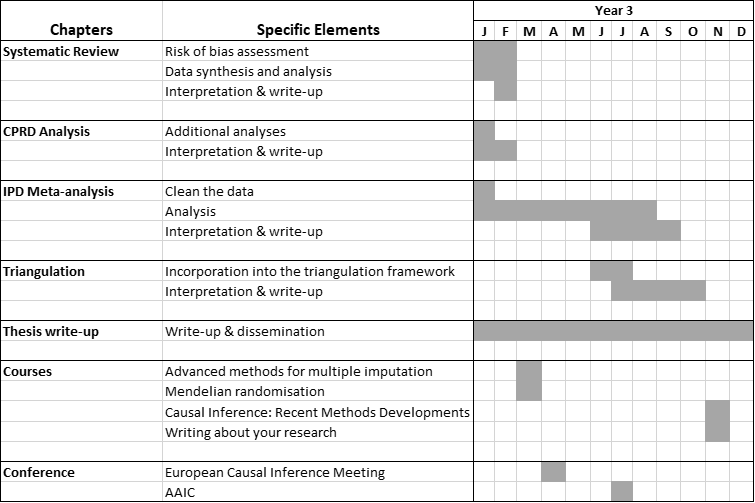 Year 3
Chapters Specific Elements J F M A M J J A S O N D
Systematic Review Risk of bias assessment
Data synthesis and analysis
Interpretation & write-up
CPRD Analysis Additional analyses
Interpretation & write-up
IPD Meta-analysis Clean the data
Analysis
Interpretation & write-up
Triangulation Incorporation into the triangulation framework
Interpretation & write-up
Thesis write-up Write-up & dissemination
Courses Advanced methods for multiple imputation
Mendelian randomisation
Causal Inference: Recent Methods Developments
Writing about your research
Conference European Causal Inference Meeting
AAIC